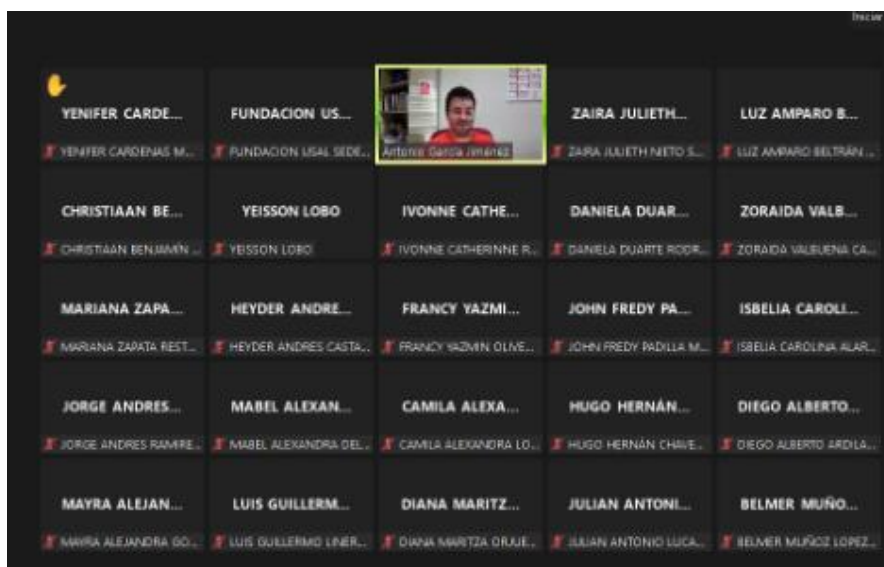 Iniciar
YENIFER CARDE...
FUNDACION US...
ZAIRA JULIETH...
LUZ AMPARO B...
YENIFER CARDENAS M...
FUNDACION USAL SEDE...
Antonio García Jiménez
ZAIRA JULIETH NIETO S...
LUZ AMPARO BELTRÁN ...
CHRISTIAAN BE...
YEISSON LOBO
IVONNE CATHE...
DANIELA DUAR...
ZORAIDA VALB...
CHRISTIAAN BENJAMÍN ...
YEISSON LOBO
IVONNE CATHERINNE R...
DANIELA DUARTE RODR...
ZORAIDA VALBUENA CA...
MARIANA ZAPA...
HEYDER ANDRE...
FRANCY YAZMI...
JOHN FREDY PA...
ISBELIA CAROLI...
MARIANA ZAPATA REST...
HEYDER ANDRES CASTA...
FRANCY YAZMIN OLIVE...
JOHN FREDY PADILLA M...
ISBELIA CAROLINA ALAR...
JORGE ANDRES...
MABEL ALEXAN...
CAMILA ALEXA...
HUGO HERNÁN...
DIEGO ALBERTO...
JORGE ANDRES RAMIRE...
MABEL ALEXANDRA DEL...
CAMILA ALEXANDRA LO...
HUGO HERNÁN CHAVE...
DIEGO ALBERTO ARDILA...
MAYRA ALEJAN...
LUIS GUILLERM...
DIANA MARITZ...
JULIAN ANTONI...
BELMER MUÑO...
MAYRA ALEJANDRA GO...
LUIS GUILLERMO LINER...
DIANA MARITZA ORJUE...
JULIAN ANTONIO LUCA...
BELMER MUÑOZ LOPEZ...